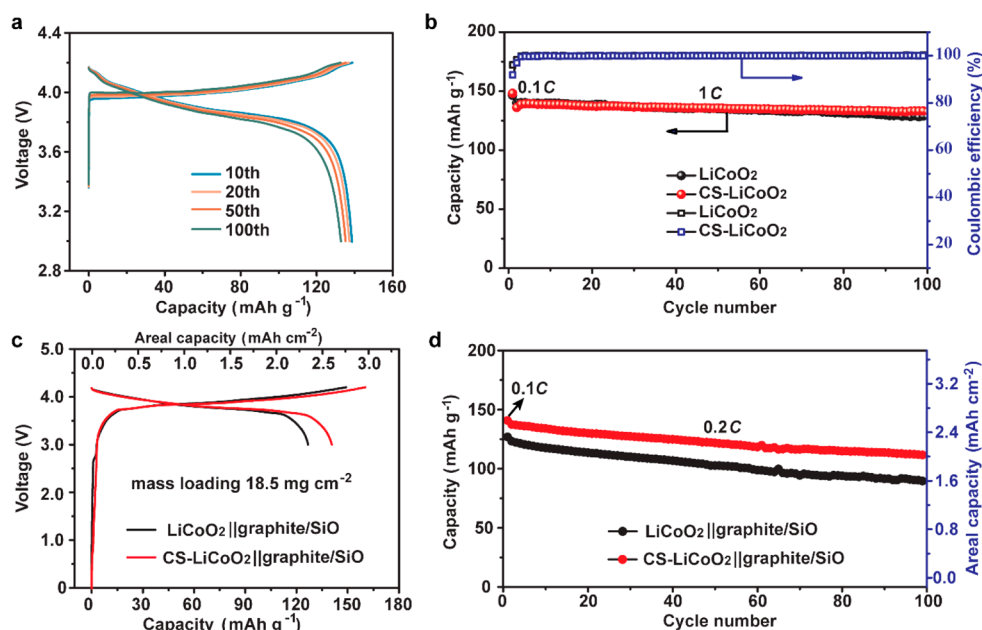 a
4.4
4.0
3.6
3.2
2.8
Voltage (V)
10th
20th
50th
100th
0 40 80 120 160
Capacity (mAh g⁻¹)
b
200
150
100
50
0
Capacity (mAh g⁻¹)
0.1C
1C
LiCoO₂
CS-LiCoO₂
LiCoO₂
CS-LiCoO₂
100
80
60
40
20
10
Coulombic efficiency (%)
0 20 40 60 80 100
Cycle number
c
Areal capacity (mAh cm⁻²)
0.0 0.5 1.0 1.5 2.0 2.5 3.0
5.0
4.0
3.0
2.0
1.0
0
Voltage (V)
mass loading 18.5 mg cm⁻²
LiCoO₂||graphite/SiO
CS-LiCoO₂||graphite/SiO
0 30 60 90 120 150 180
Capacity (mAh g⁻¹)
d
200
150
100
50
0
Capacity (mAh g⁻¹)
0.1C
0.2C
LiCoO₂||graphite/SiO
CS-LiCoO₂||graphite/SiO
3.2
2.4
1.6
0.8
0.0
Areal capacity (mAh cm⁻²)
0 20 40 60 80 100
Cycle number